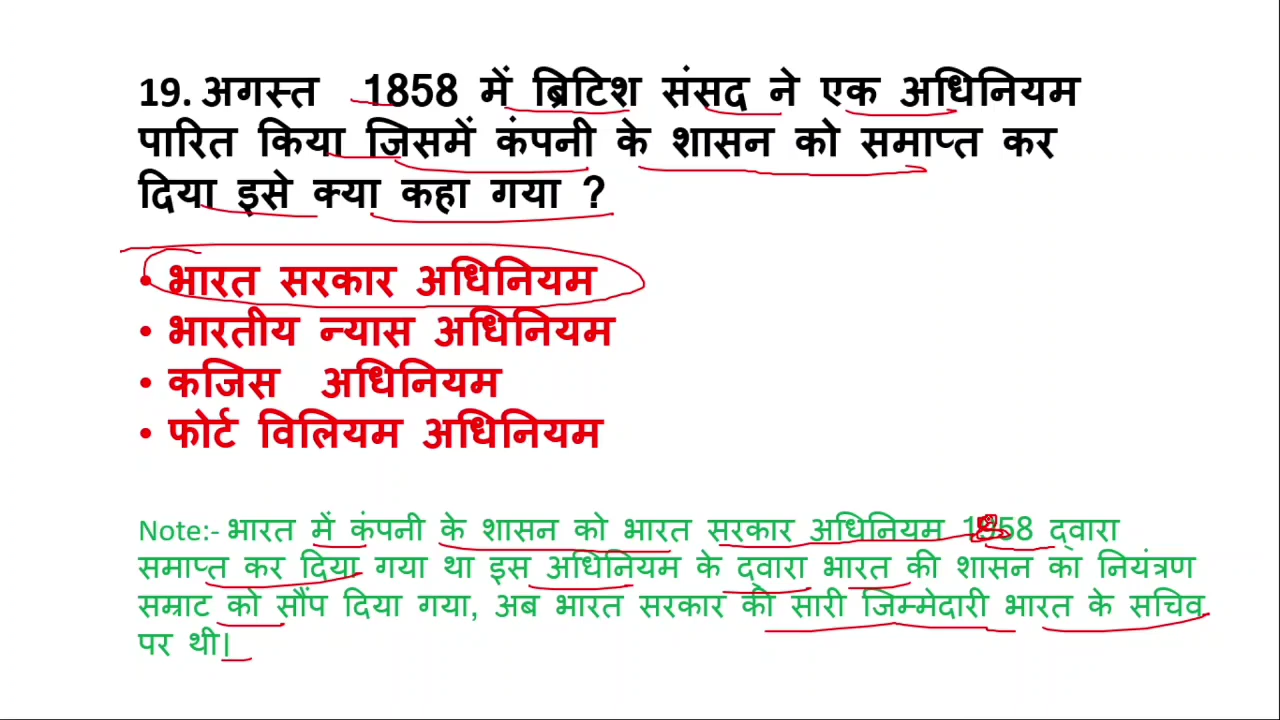 19. अगस्त 1858 में ब्रिटिश संसद ने एक अधिनियम
पारित किया जिसमें कंपनी के शासन को समाप्त कर
दिया इसे क्या कहा गया ?
• भारत सरकार अधिनियम
• भारतीय न्यास अधिनियम
• कजिस अधिनियम
• फोर्ट विलियम अधिनियम
Note:- भारत में कंपनी के शासन को भारत सरकार अधिनियम 1858 द्वारा
समाप्त कर दिया गया था इस अधिनियम के द्वारा भारत की शासन का नियंत्रण
सम्राट को सौंप दिया गया, अब भारत सरकार की सारी जिम्मेदारी भारत के सचिव
पर थी।